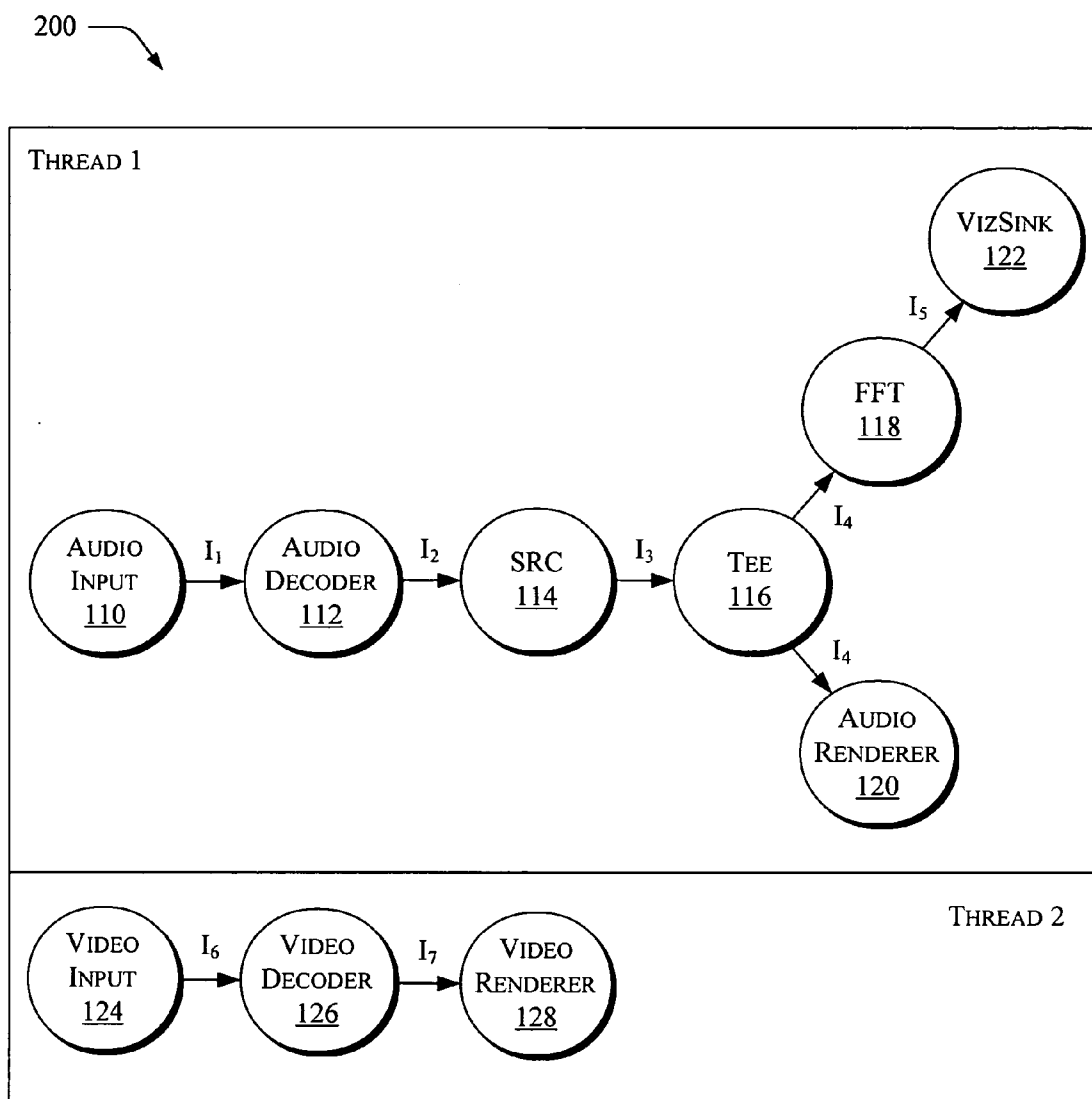 200
THREAD 1
VIZSINK
122
I5
FFT
118
I4
AUDIO
INPUT
110
I1
AUDIO
DECODER
112
I2
SRC
114
I3
TEE
116
I4
AUDIO
RENDERER
120
THREAD 2
VIDEO
INPUT
124
I6
VIDEO
DECODER
126
I7
VIDEO
RENDERER
128